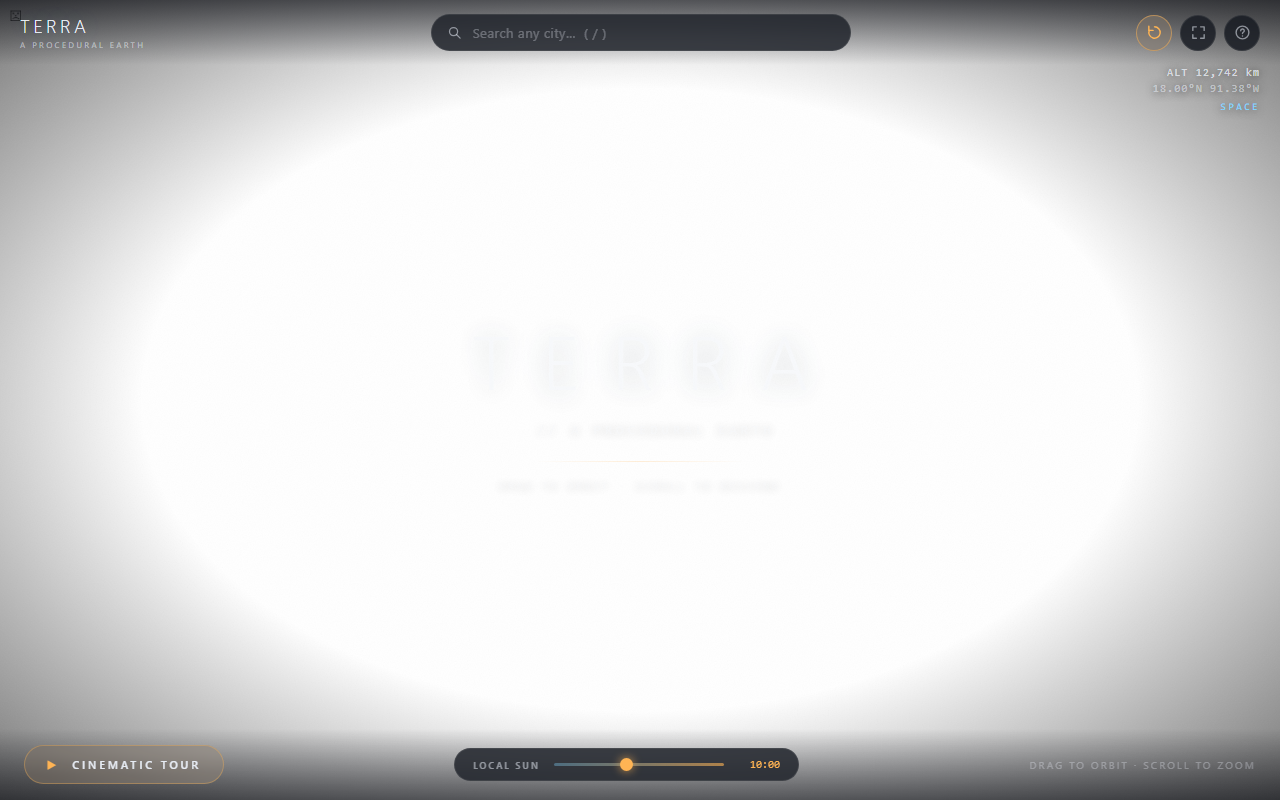 TERRA
A PROCEDURAL EARTH
Search any city... ( / )
ALT 12,742 km
18.00°N 91.38°W
SPACE
TERRA
CINEMATIC TOUR
LOCAL SUN
10:00
DRAG TO ORBIT · SCROLL TO ZOOM